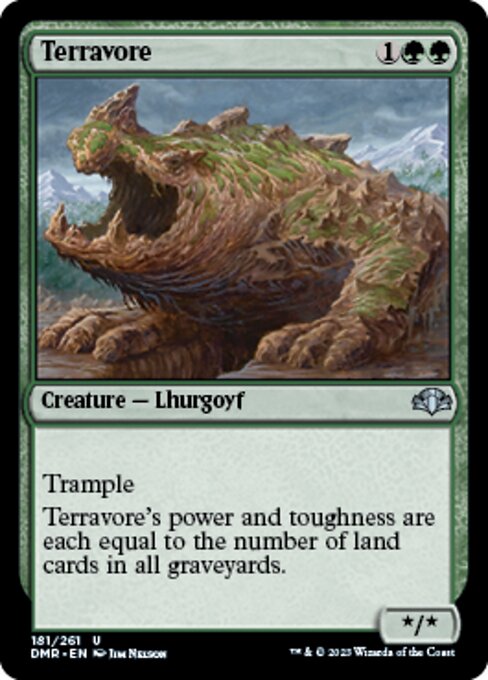 Terravore 1
Creature — Lhurgoyf
Trample
Terravore's power and toughness are
each equal to the number of land
cards in all graveyards.
*/*
181/261 U
DMR • EN Jim Nelson
™ & © 2023 Wizards of the Coast